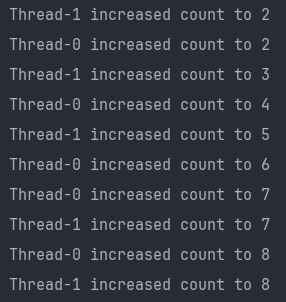 Thread-1 increased count to 2
Thread-0 increased count to 2
Thread-1 increased count to 3
Thread-0 increased count to 4
Thread-1 increased count to 5
Thread-0 increased count to 6
Thread-0 increased count to 7
Thread-1 increased count to 7
Thread-0 increased count to 8
Thread-1 increased count to 8